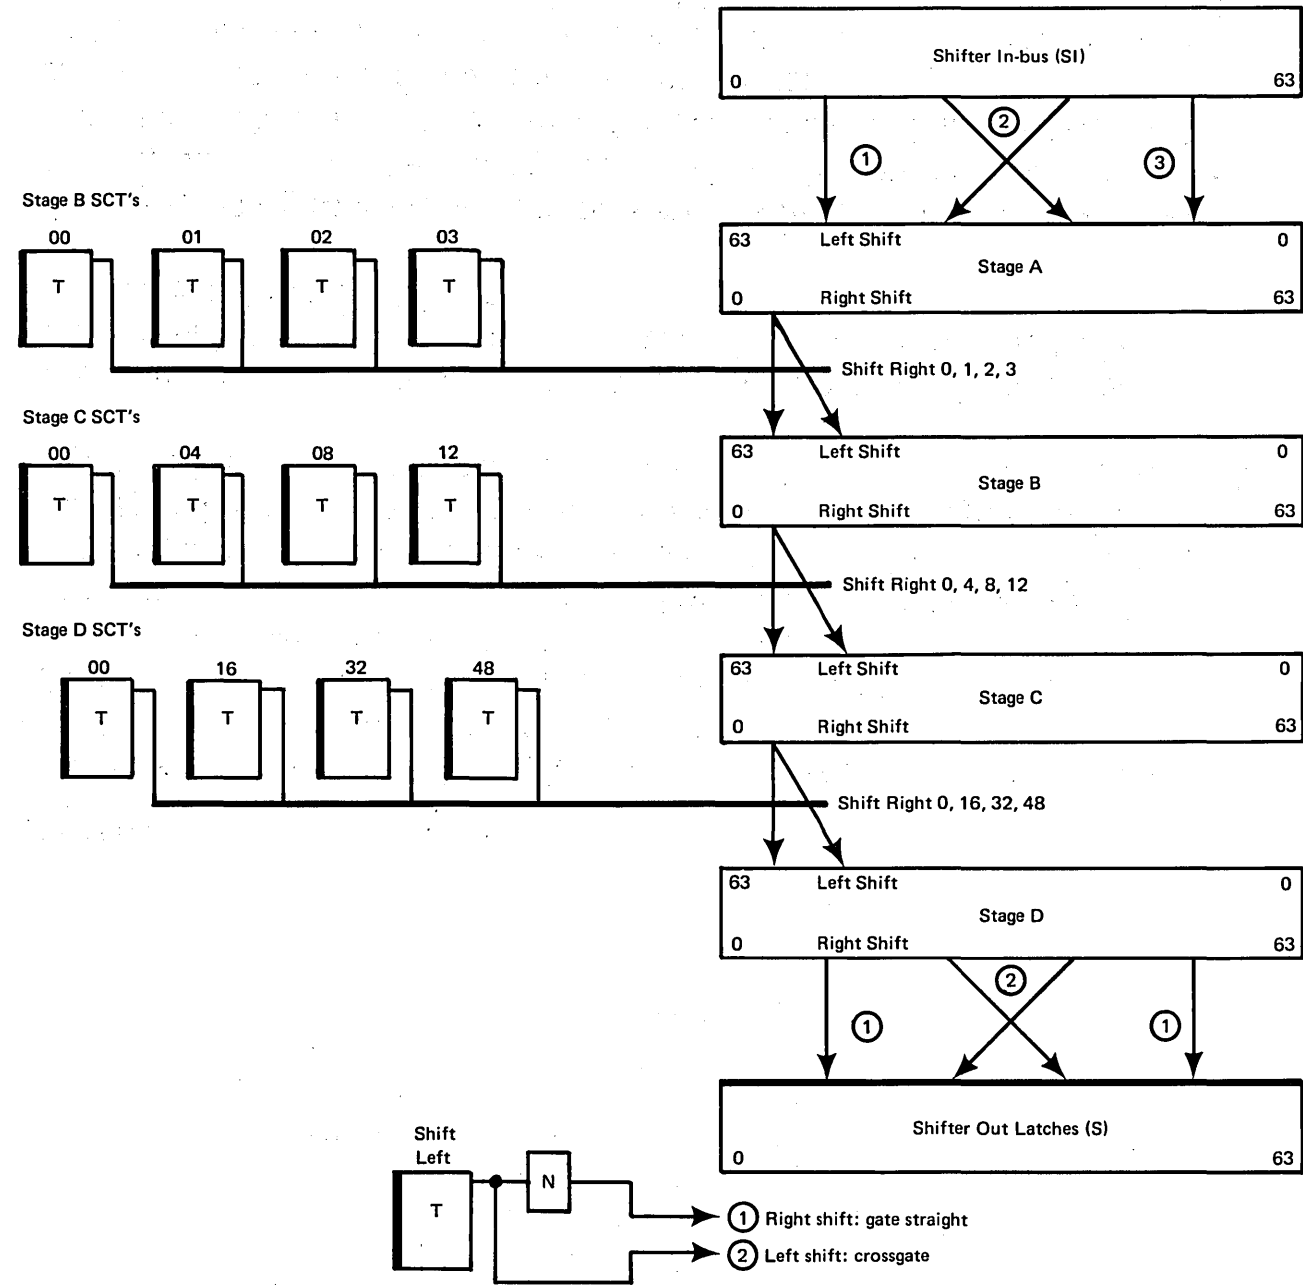 Shifter In-bus (SI)
0 63
1 2 3
Stage B SCT's
00 01 02 03
T T T T
63 Left Shift 0
Stage A
0 Right Shift 63
Shift Right 0, 1, 2, 3
Stage C SCT's
00 04 08 12
T T T T
63 Left Shift 0
Stage B
0 Right Shift 63
Shift Right 0, 4, 8, 12
Stage D SCT's
00 16 32 48
T T T T
63 Left Shift 0
Stage C
0 Right Shift 63
Shift Right 0, 16, 32, 48
63 Left Shift 0
Stage D
0 Right Shift 63
1 2 1
Shifter Out Latches (S)
0 63
Shift
Left
T
N
1 Right shift: gate straight
2 Left shift: crossgate